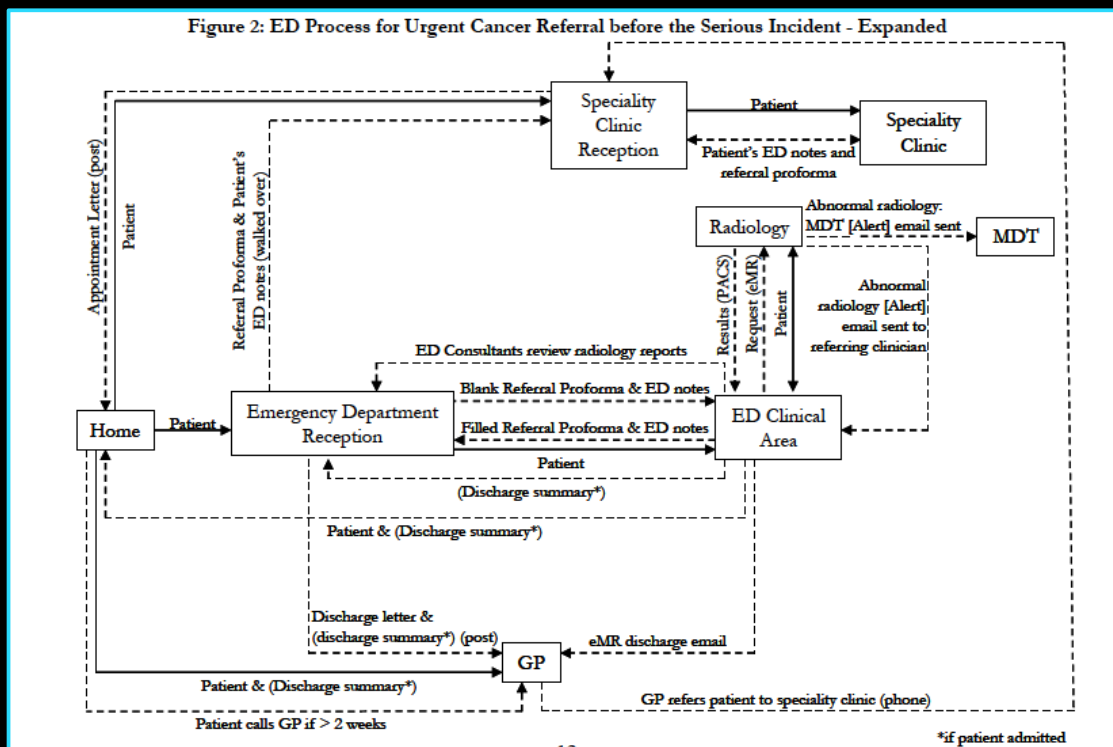 Figure 2: ED Process for Urgent Cancer Referral before the Serious Incident - Expanded
Speciality
Clinic
Reception
Patient
Speciality
Clinic
Patient's ED notes and
referral proforma
Appointment Letter (post)
Patient
Referral Proforma & Patient's
ED notes (walked over)
Radiology
Abnormal radiology:
MDT [Alert] email sent
MDT
Results (PACS)
Request (eMR)
Patient
Abnormal
radiology [Alert]
email sent to
referring clinician
ED Consultants review radiology reports
Home
Patient
Emergency Department
Reception
Blank Referral Proforma & ED notes
Filled Referral Proforma & ED notes
Patient
(Discharge summary*)
ED Clinical
Area
Patient & (Discharge summary*)
Discharge letter &
(discharge summary*) (post)
eMR discharge email
GP
Patient & (Discharge summary*)
GP refers patient to speciality clinic (phone)
Patient calls GP if > 2 weeks
*if patient admitted